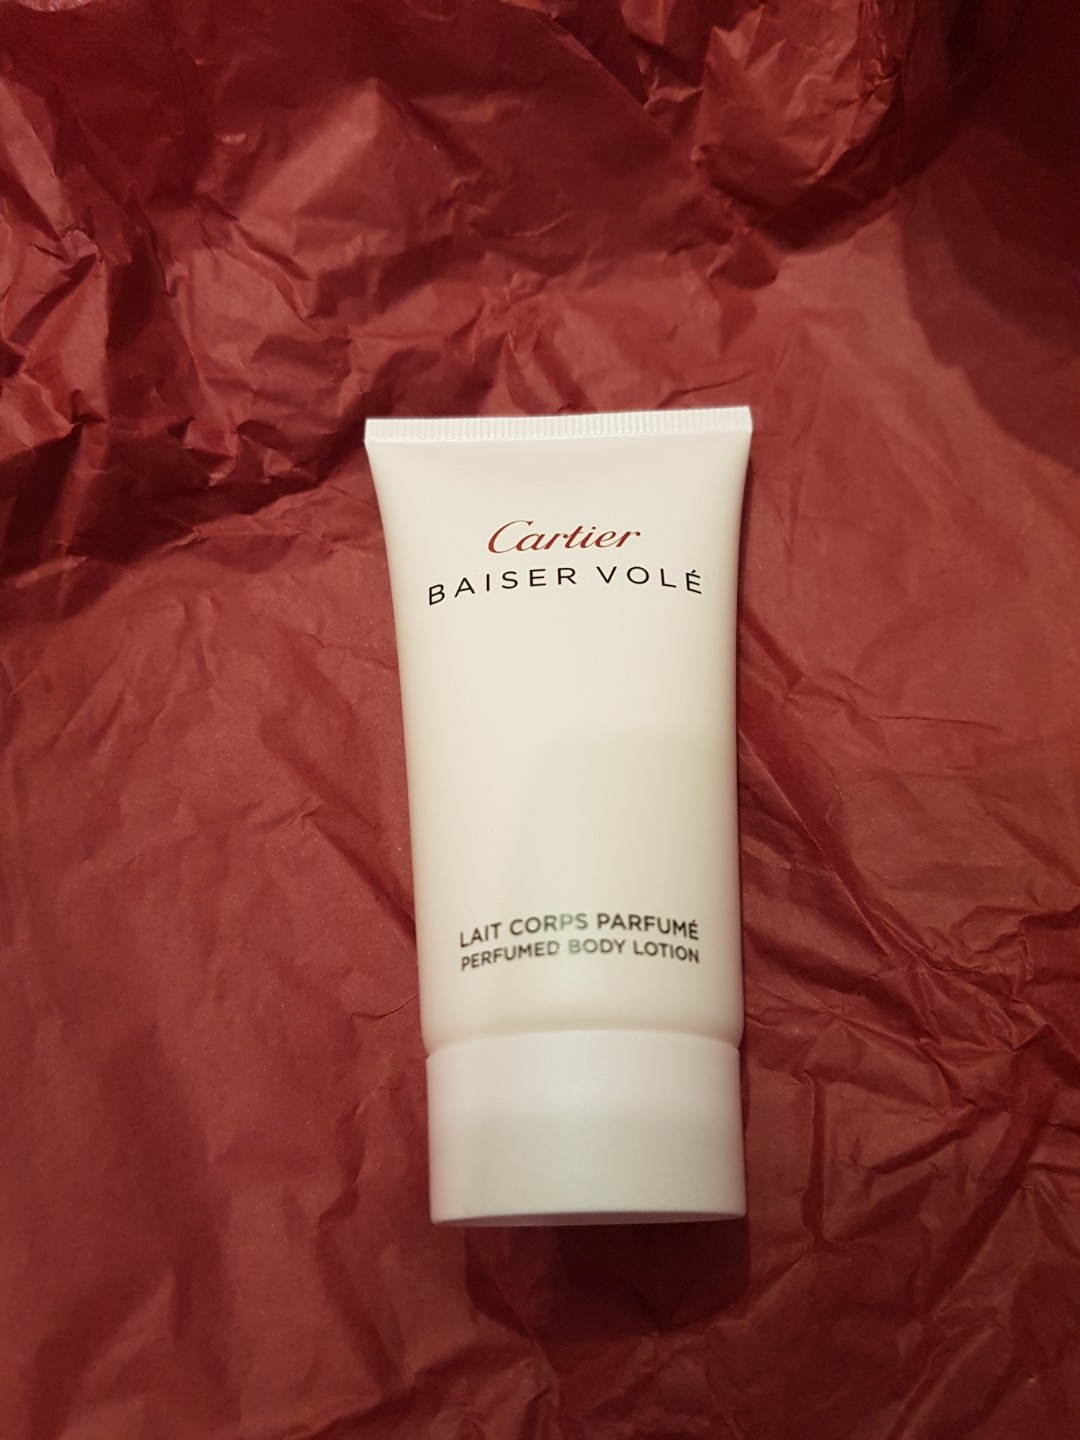 Cartier
BAISER VOLÉ
LAIT CORPS PARFUMÉ
PERFUMED BODY LOTION